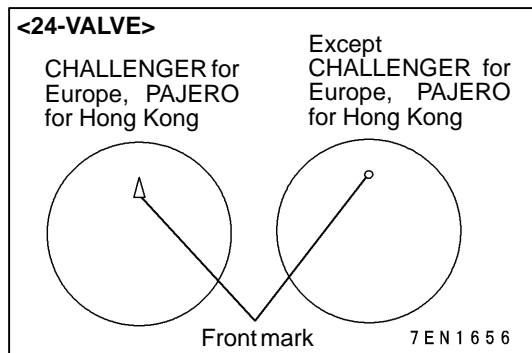 <24-VALVE>
CHALLENGER for
Europe, PAJERO
for Hong Kong
Except
CHALLENGER for
Europe, PAJERO
for Hong Kong
Front mark
7EN1656